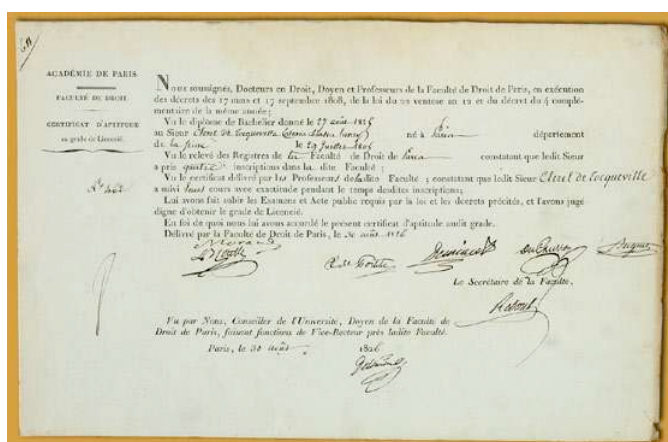 ACADÉMIE DE PARIS
FACULTÉ DE DROIT
CERTIFICAT D'APTITUDE
au grade de Licencié.
Nous soussignés, Docteurs en Droit, Doyen et Professeurs de la Faculté de Droit de Paris, en exécution
des décrets des 17 mars et 17 septembre 1808, de la loi du 22 ventose an 12 et du décret du 4 complé-
mentaire de la même année;
Vu le diplôme de Bachelier donné le 27 août 1825
au Sieur Clerel de Tocqueville né à Paris département
de la Seine le 29 Juillet 1805
Vu le relevé des Registres de la Faculté de Droit de Paris constatant que ledit Sieur
a pris quatre inscriptions dans la dite Faculté;
Vu le certificat délivré par les Professeurs de ladite Faculté; constatant que ledit Sieur Clerel de Tocqueville
a suivi leurs cours avec exactitude pendant le temps desdites inscriptions;
Lui avons fait subir les Examens et Acte public requis par la loi et les décrets précités, et l'avons jugé
digne d'obtenir le grade de Licencié.
En foi de quoi nous lui avons accordé le présent certificat d'aptitude audit grade.
Délivré par la Faculté de Droit de Paris, le 30 août 1826
Le Secrétaire de la Faculté,
Vu par Nous, Conseiller de l'Université, Doyen de la Faculté de
Droit de Paris, faisant fonctions de Vice-Recteur près ladite Faculté.
Paris, le 30 août 1826